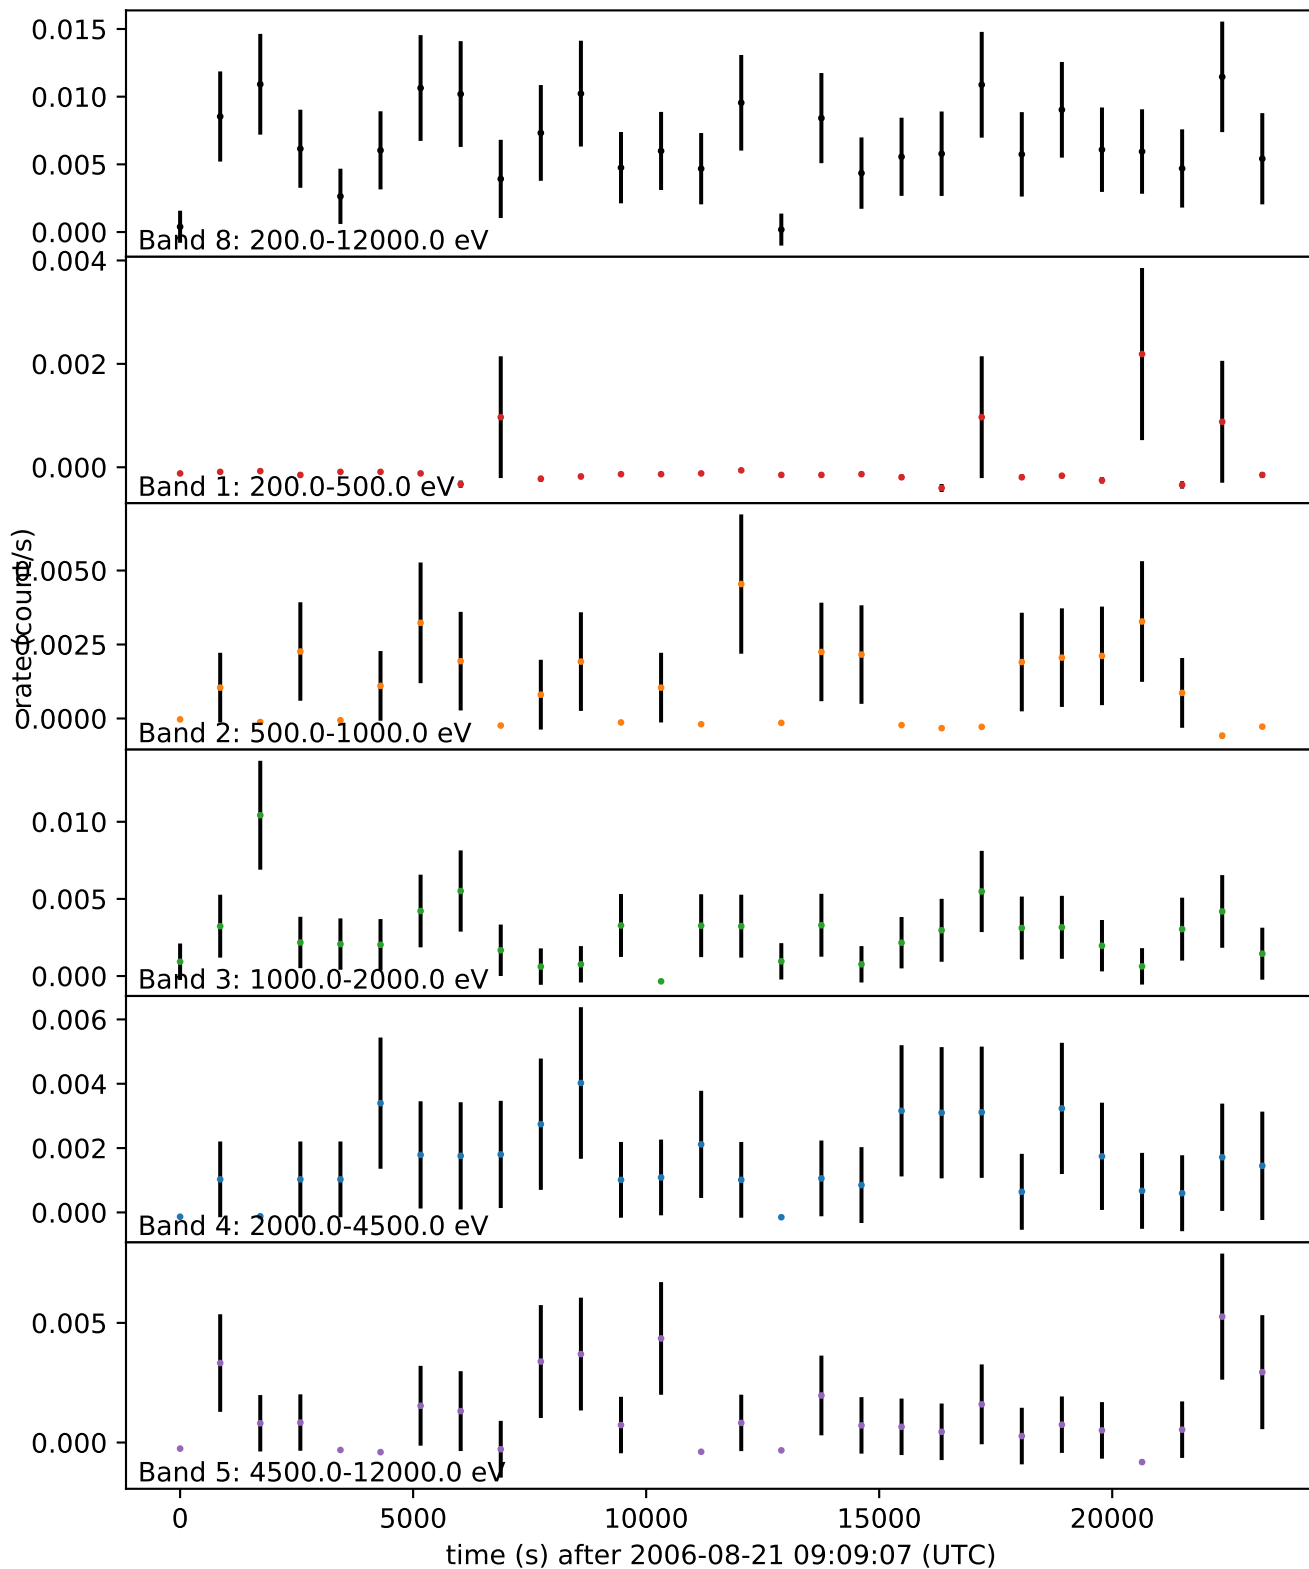 0.015
0.010
0.005
0.000
Band 8: 200.0-12000.0 eV
0.004
0.002
0.000
Band 1: 200.0-500.0 eV
0.0050
0.0025
0.0000
Band 2: 500.0-1000.0 eV
orate (count/s)
0.010
0.005
0.000
Band 3: 1000.0-2000.0 eV
0.006
0.004
0.002
0.000
Band 4: 2000.0-4500.0 eV
0.005
0.000
Band 5: 4500.0-12000.0 eV
0 5000 10000 15000 20000
time (s) after 2006-08-21 09:09:07 (UTC)